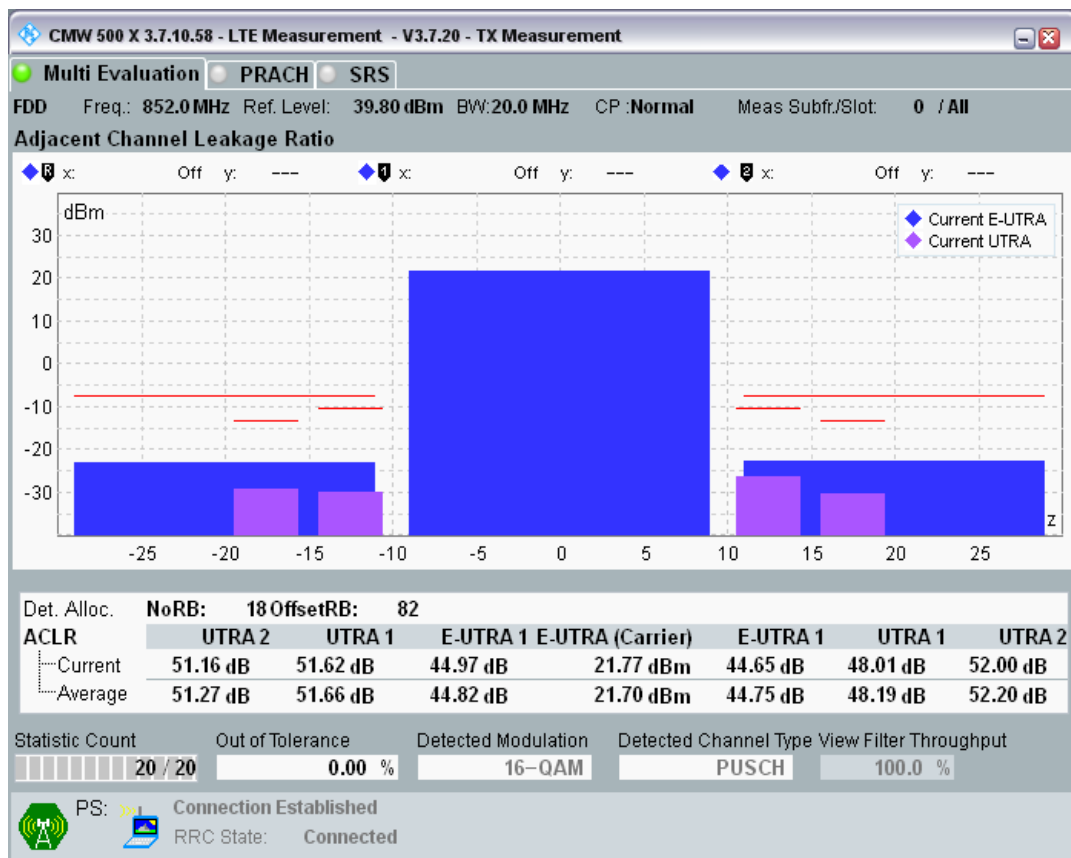 CMW 500 X 3.7.10.58 - LTE Measurement - V3.7.20 - TX Measurement
Multi Evaluation PRACH SRS
FDD Freq.: 852.0 MHz Ref. Level: 39.80 dBm BW:20.0 MHz CP :Normal Meas Subfr./Slot: 0 / All
Adjacent Channel Leakage Ratio
R x: Off y: --- 1 x: Off y: --- 2 x: Off y: ---
dBm
Current E-UTRA
Current UTRA
30
20
10
0
-10
-20
-30
z
-25 -20 -15 -10 -5 0 5 10 15 20 25
Det. Alloc. NoRB: 18 OffsetRB: 82
ACLR UTRA 2 UTRA 1 E-UTRA 1 E-UTRA (Carrier) E-UTRA 1 UTRA 1 UTRA 2
Current 51.16 dB 51.62 dB 44.97 dB 21.77 dBm 44.65 dB 48.01 dB 52.00 dB
Average 51.27 dB 51.66 dB 44.82 dB 21.70 dBm 44.75 dB 48.19 dB 52.20 dB
Statistic Count Out of Tolerance Detected Modulation Detected Channel Type View Filter Throughput
20 / 20 0.00 % 16-QAM PUSCH 100.0 %
PS: Connection Established
RRC State: Connected